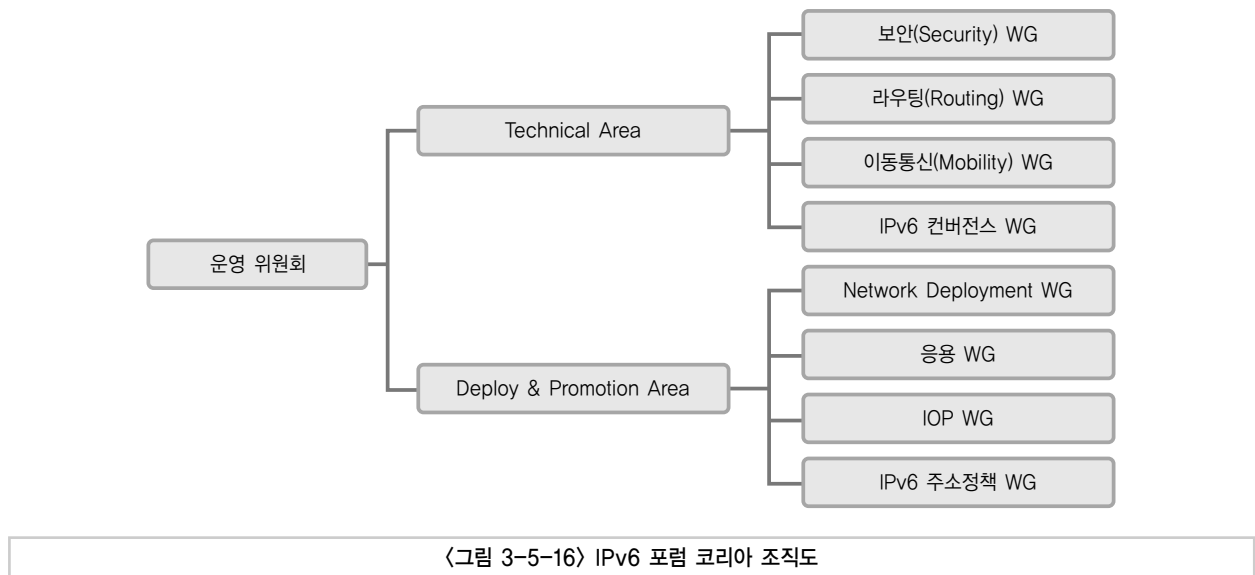 운영 위원회
Technical Area
보안(Security) WG
라우팅(Routing) WG
이동통신(Mobility) WG
IPv6 컨버전스 WG
Deploy & Promotion Area
Network Deployment WG
응용 WG
IOP WG
IPv6 주소정책 WG
〈그림 3-5-16〉 IPv6 포럼 코리아 조직도